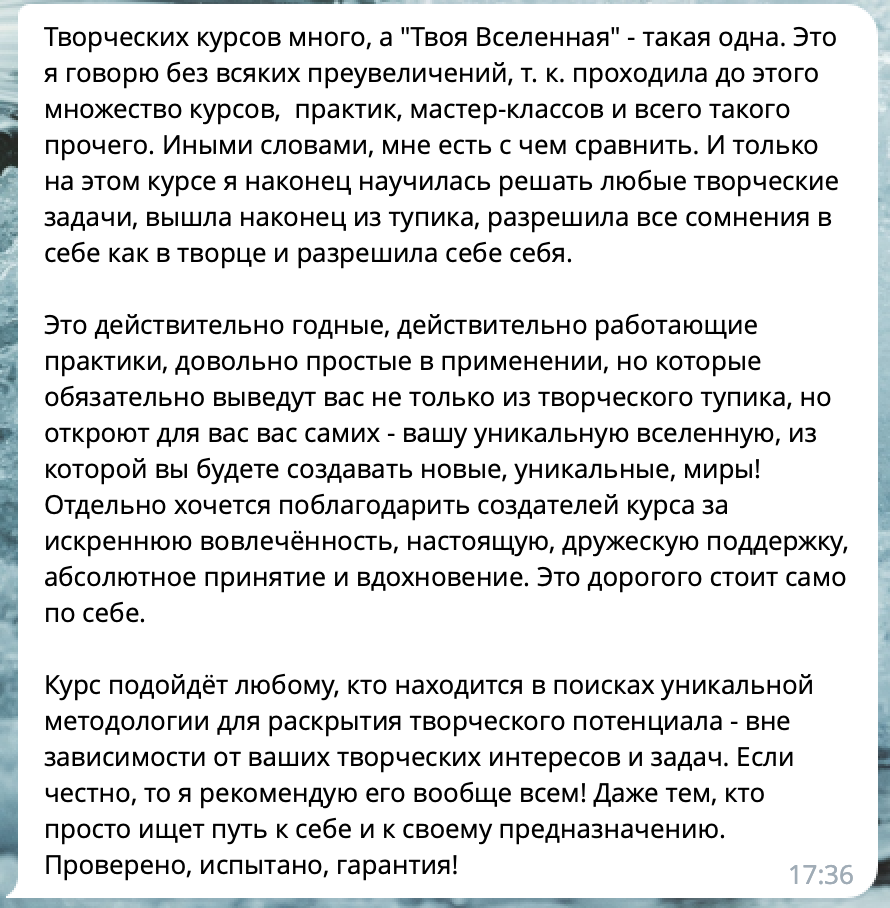 Творческих курсов много, а "Твоя Вселенная" - такая одна. Это
я говорю без всяких преувеличений, т. к. проходила до этого
множество курсов,  практик, мастер-классов и всего такого
прочего. Иными словами, мне есть с чем сравнить. И только
на этом курсе я наконец научилась решать любые творческие
задачи, вышла наконец из тупика, разрешила все сомнения в
себе как в творце и разрешила себе себя.

Это действительно годные, действительно работающие
практики, довольно простые в применении, но которые
обязательно выведут вас не только из творческого тупика, но
откроют для вас вас самих - вашу уникальную вселенную, из
которой вы будете создавать новые, уникальные, миры!
Отдельно хочется поблагодарить создателей курса за
искреннюю вовлечённость, настоящую, дружескую поддержку,
абсолютное принятие и вдохновение. Это дорогого стоит само
по себе.

Курс подойдёт любому, кто находится в поисках уникальной
методологии для раскрытия творческого потенциала - вне
зависимости от ваших творческих интересов и задач. Если
честно, то я рекомендую его вообще всем! Даже тем, кто
просто ищет путь к себе и к своему предназначению.
Проверено, испытано, гарантия!
17:36